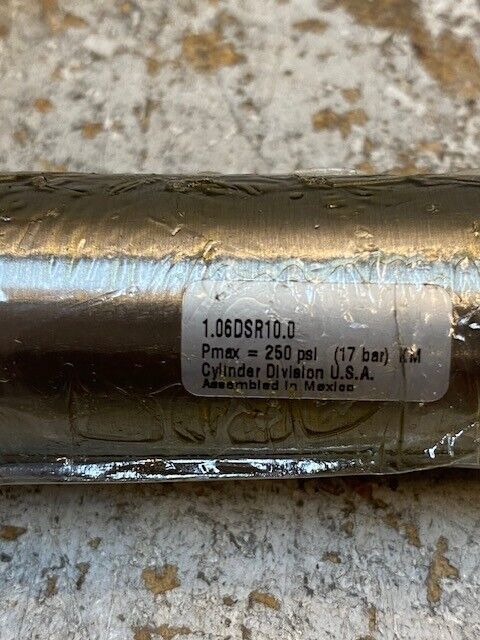 1.06DSR10.0
Pmax = 250 psi (17 bar) KM
Cylinder Division U.S.A.
Assembled in Mexico